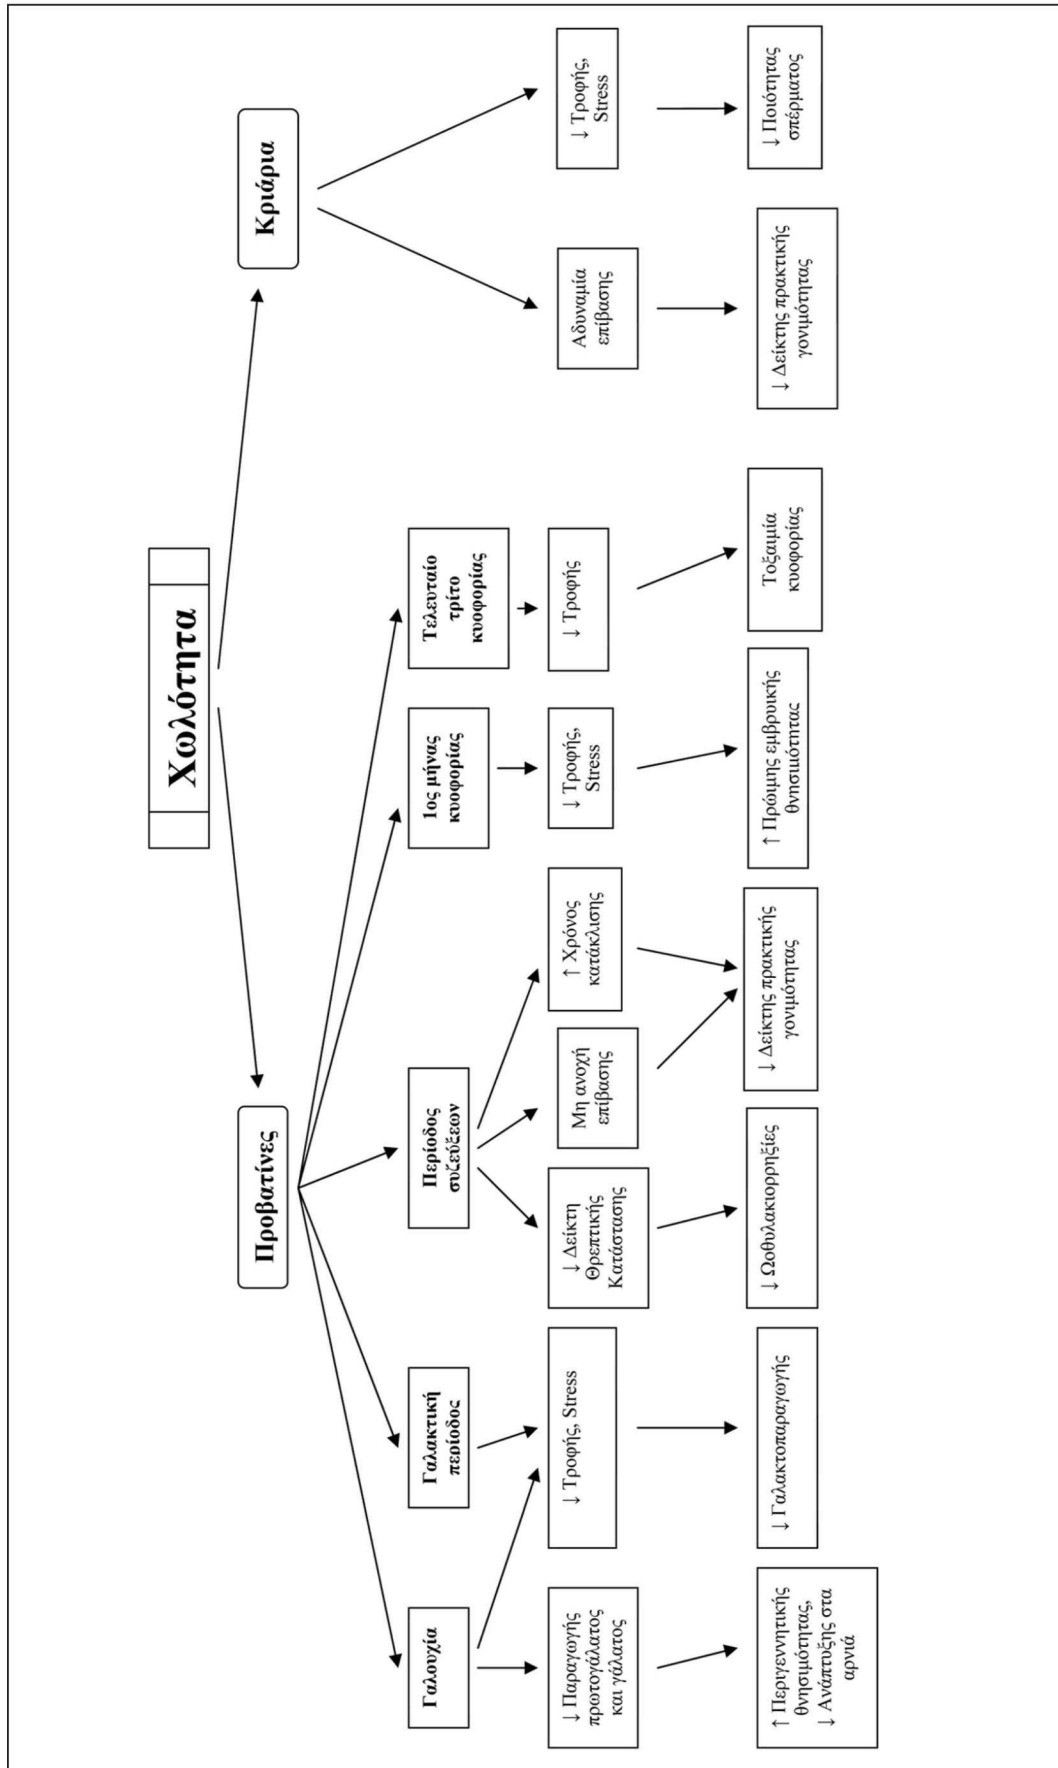 Χωλότητα
Προβατίνες
Κριάρια
Γαλουχία
Γαλακτική
περίοδος
Περίοδος
συζεύξεων
1ος μήνας
κυοφορίας
Τελευταίο
τρίτο
κυοφορίας
↓ Παραγωγής
πρωτογάλατος
και γάλατος
↓ Τροφής, Stress
↓ Δείκτη
Θρεπτικής
Κατάστασης
Μη ανοχή
επίβασης
↑ Χρόνος
κατάκλισης
↓ Τροφής,
Stress
↓ Τροφής
Αδυναμία
επίβασης
↓ Τροφής,
Stress
↑ Περιγεννητικής
θνησιμότητας,
↓ Ανάπτυξης στα
αρνιά
↓ Γαλακτοπαραγωγής
↓ Ωοθυλακιορρηξίες
↓ Δείκτης πρακτικής
γονιμότητας
↑ Πρώιμης εμβρυικής
θνησιμότητας
Τοξαιμία
κυοφορίας
↓ Δείκτης πρακτικής
γονιμότητας
↓ Ποιότητας
σπέρματος